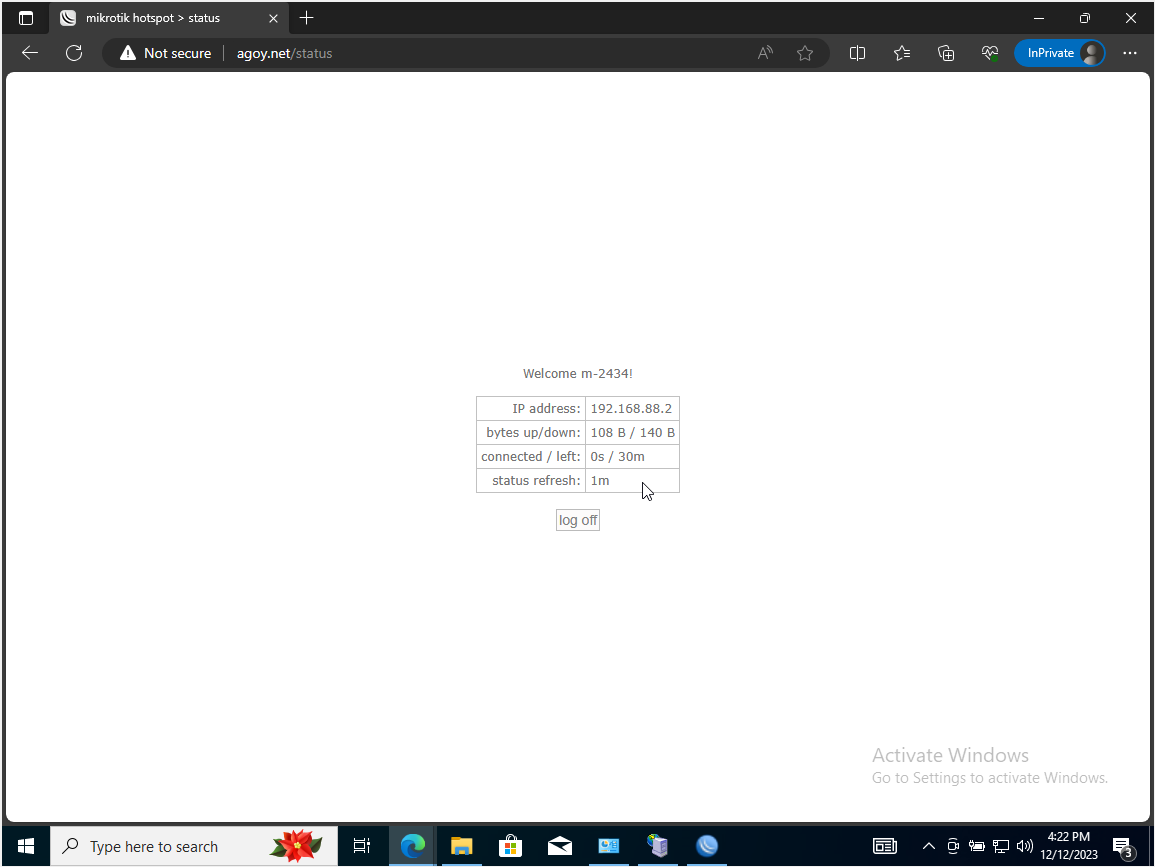 mikrotik hotspot > status
Not secure
agoy.net/status
InPrivate
Welcome m-2434!
IP address: 192.168.88.2
bytes up/down: 108 B / 140 B
connected / left: 0s / 30m
status refresh: 1m
log off
Activate Windows
Go to Settings to activate Windows.
Type here to search
4:22 PM
12/12/2023
3